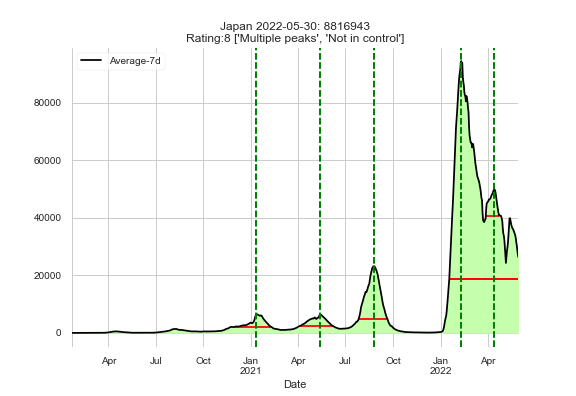 Japan 2022-05-30: 8816943
Rating:8 ['Multiple peaks', 'Not in control']
Average-7d
80000
60000
40000
20000
0
Apr Jul Oct Jan Apr Jul Oct Jan Apr
2021 2022
Date